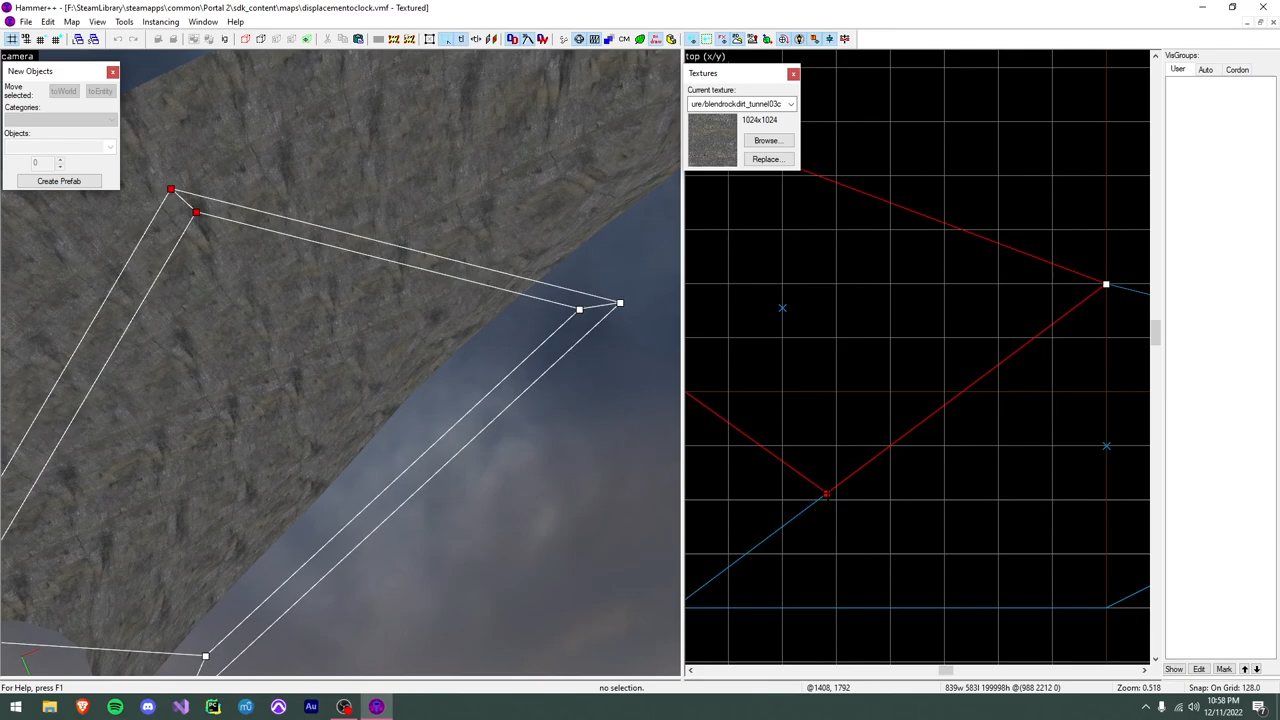 Hammer++ - [F:\SteamLibrary\steamapps\common\Portal 2\sdk_content\maps\displacementoclock.vmf - Textured]
File Edit Map View Tools Instancing Window Help
camera
New Objects
Move selected:
toWorld
toEntity
Categories:
Objects:
0
Create Prefab
top (x/y)
Textures
Current texture:
ure/blendrockdirt_tunnel03c
1024x1024
Browse...
Replace...
VisGroups:
User Auto Cordon
Show Edit Mark
For Help, press F1
no selection.
@1408, 1792
839w 583l 199998h @(988 2212 0)
Zoom: 0.518
Snap: On Grid: 128.0
10:58 PM
12/11/2022